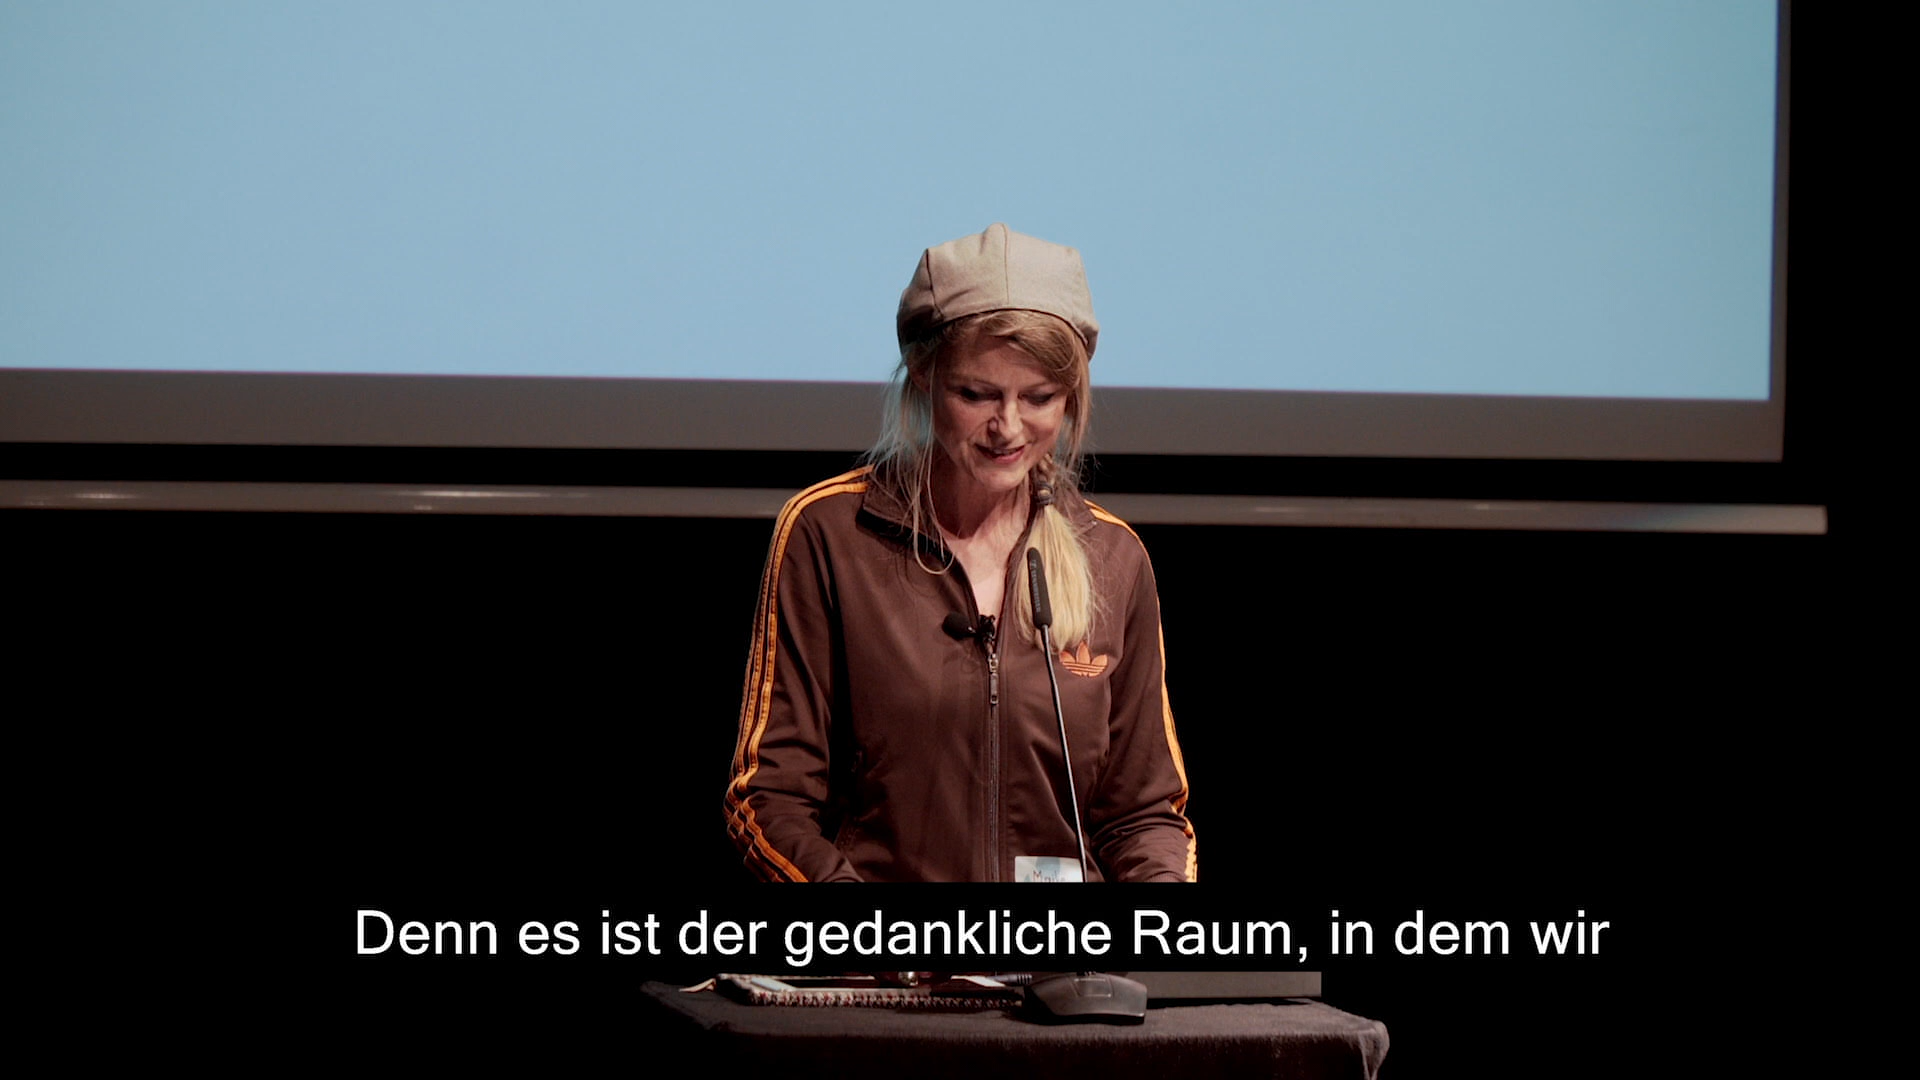 Denn es ist der gedankliche Raum, in dem wir